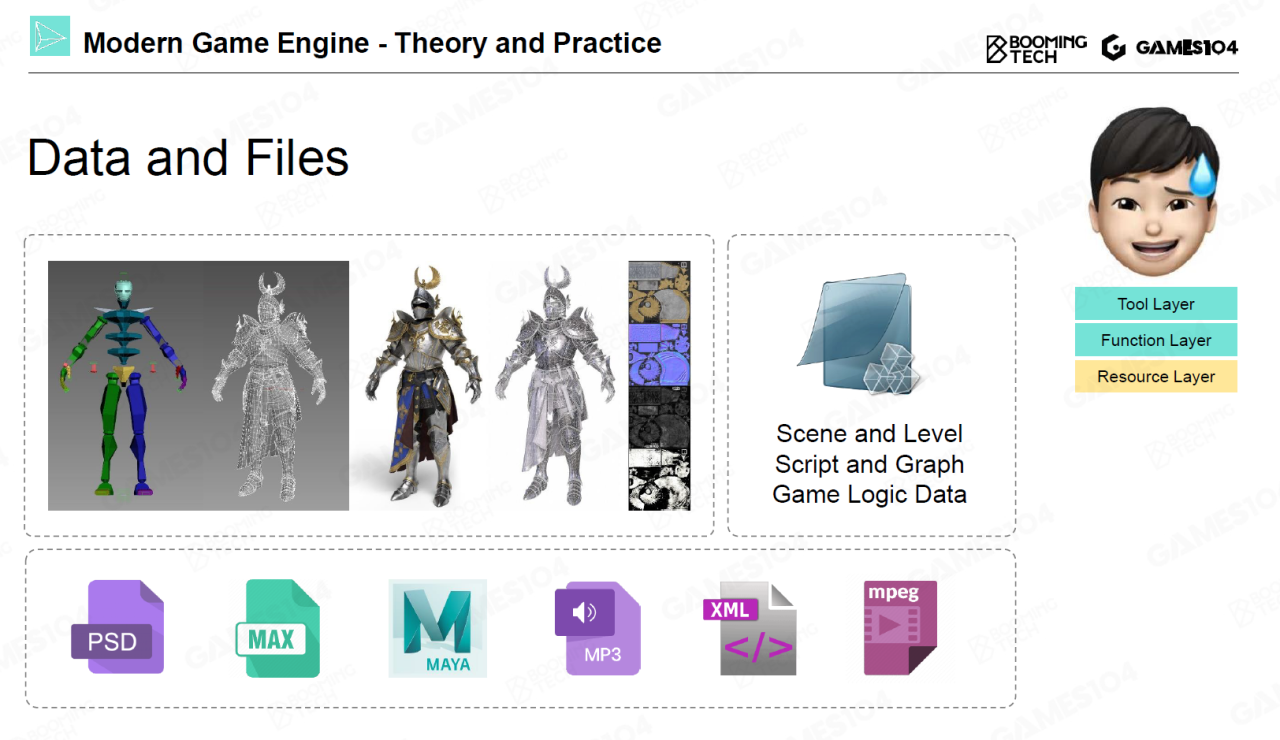 Modern Game Engine - Theory and Practice
BOOMING
TECH
GAMES104
Data and Files
Tool Layer
Function Layer
Resource Layer
Scene and Level
Script and Graph
Game Logic Data
PSD
MAX
MAYA
MP3
XML
</>
mpeg